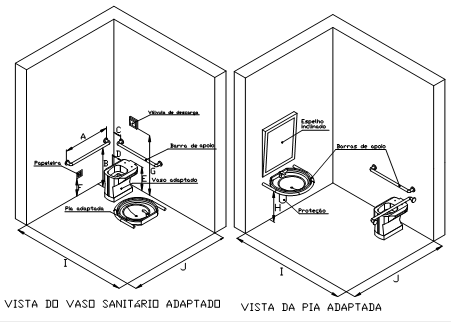 Válvula de descarga
A
C
Barra de apoio
Papeleira
D
B
G
F
E
Vaso adaptado
Pia adaptada
I
J
VISTA DO VASO SANITÁRIO ADAPTADO
Espelho
inclinado
Barras de apoio
H
Proteção
I
J
VISTA DA PIA ADAPTADA